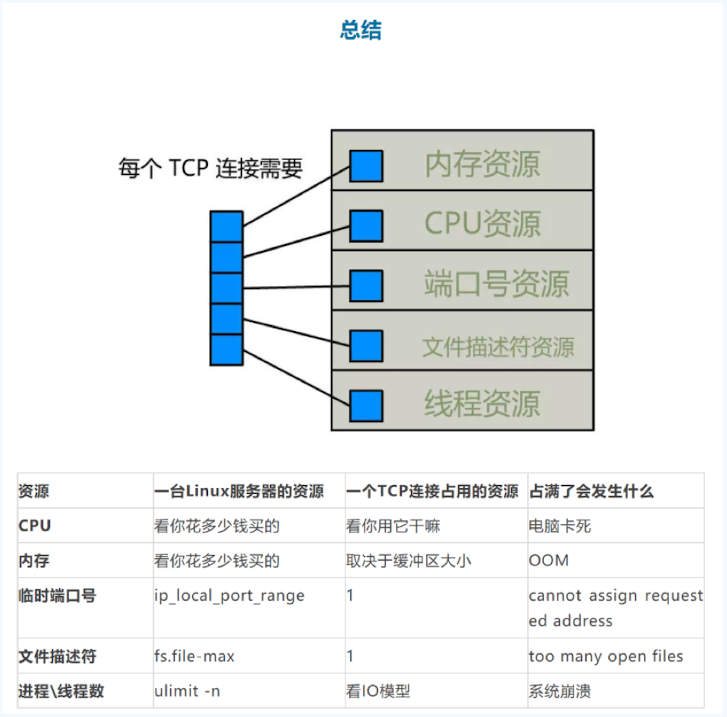 总结
每个 TCP 连接需要
内存资源
CPU资源
端口号资源
文件描述符资源
线程资源
资源 一台Linux服务器的资源 一个TCP连接占用的资源 占满了会发生什么
CPU 看你花多少钱买的 看你用它干嘛 电脑卡死
内存 看你花多少钱买的 取决于缓冲区大小 OOM
临时端口号 ip_local_port_range 1 cannot assign request
ed address
文件描述符 fs.file-max 1 too many open files
进程\线程数 ulimit -n 看IO模型 系统崩溃